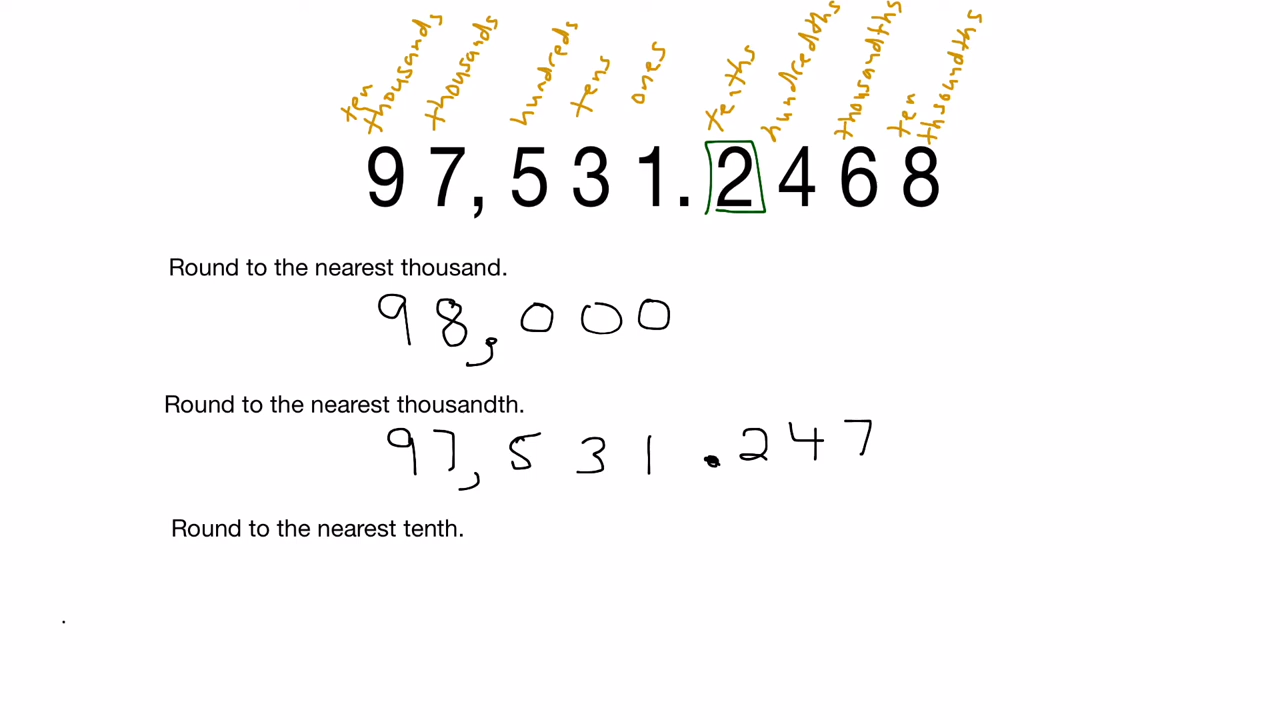 ten thousands thousands hundreds tens ones tenths hundredths thousandths ten thsoundths
97,531.2468
Round to the nearest thousand.
98,000
Round to the nearest thousandth.
97,531.247
Round to the nearest tenth.